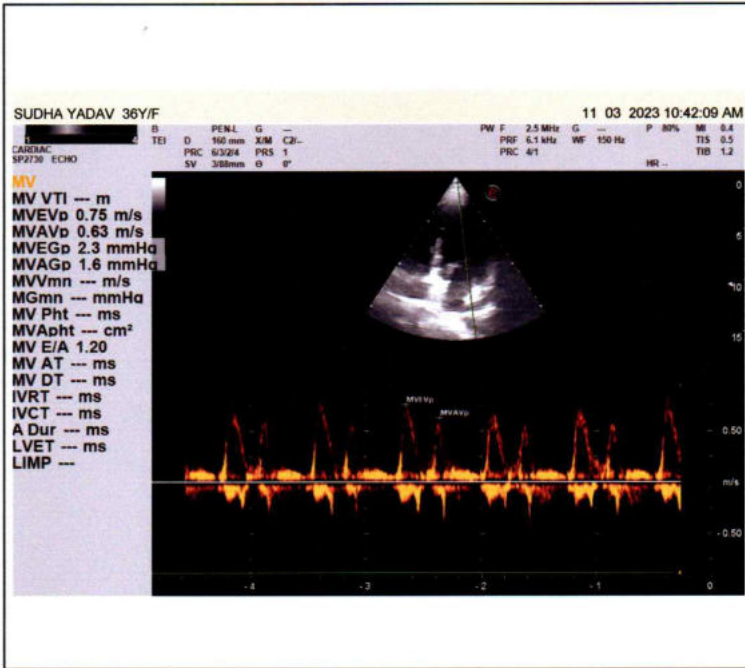 SUDHA YADAV 36Y/F 11 03 2023 10:42:09 AM
B PEN-L G --- PW F 2.5 MHz G --- P 80% MI 0.4
TEI D 160 mm X/M C2/-- PRF 6.1 kHz WF 150 Hz TIS 0.5
CARDIAC PRC 6/3/2/4 PRS 1 PRC 4/1 TIB 1.2
SP2730 ECHO SV 3/88mm Θ 0° HR --
MV
MV VTI --- m
MVEVp 0.75 m/s
MVAVp 0.63 m/s
MVEGp 2.3 mmHg
MVAGp 1.6 mmHg
MVVmn --- m/s
MGmn --- mmHg
MV Pht --- ms
MVApht --- cm²
MV E/A 1.20
MV AT --- ms
MV DT --- ms
IVRT --- ms
IVCT --- ms
A Dur --- ms
LVET --- ms
LIMP ---
0
5
10
15
MVEVp
MVAVp
0.50
m/s
- 0.50
- 4 - 3 - 2 - 1 0